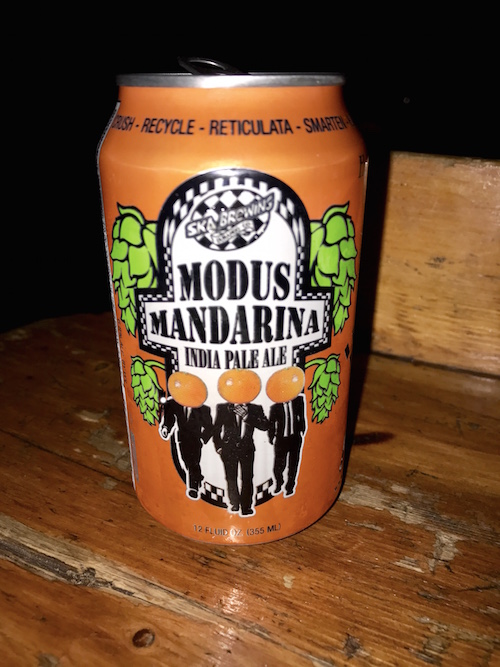 RUSH - RECYCLE - RETICULATA - SMARTEN
SKA BREWING
MODUS
MANDARINA
INDIA PALE ALE
12 FLUID OZ (355 ML)